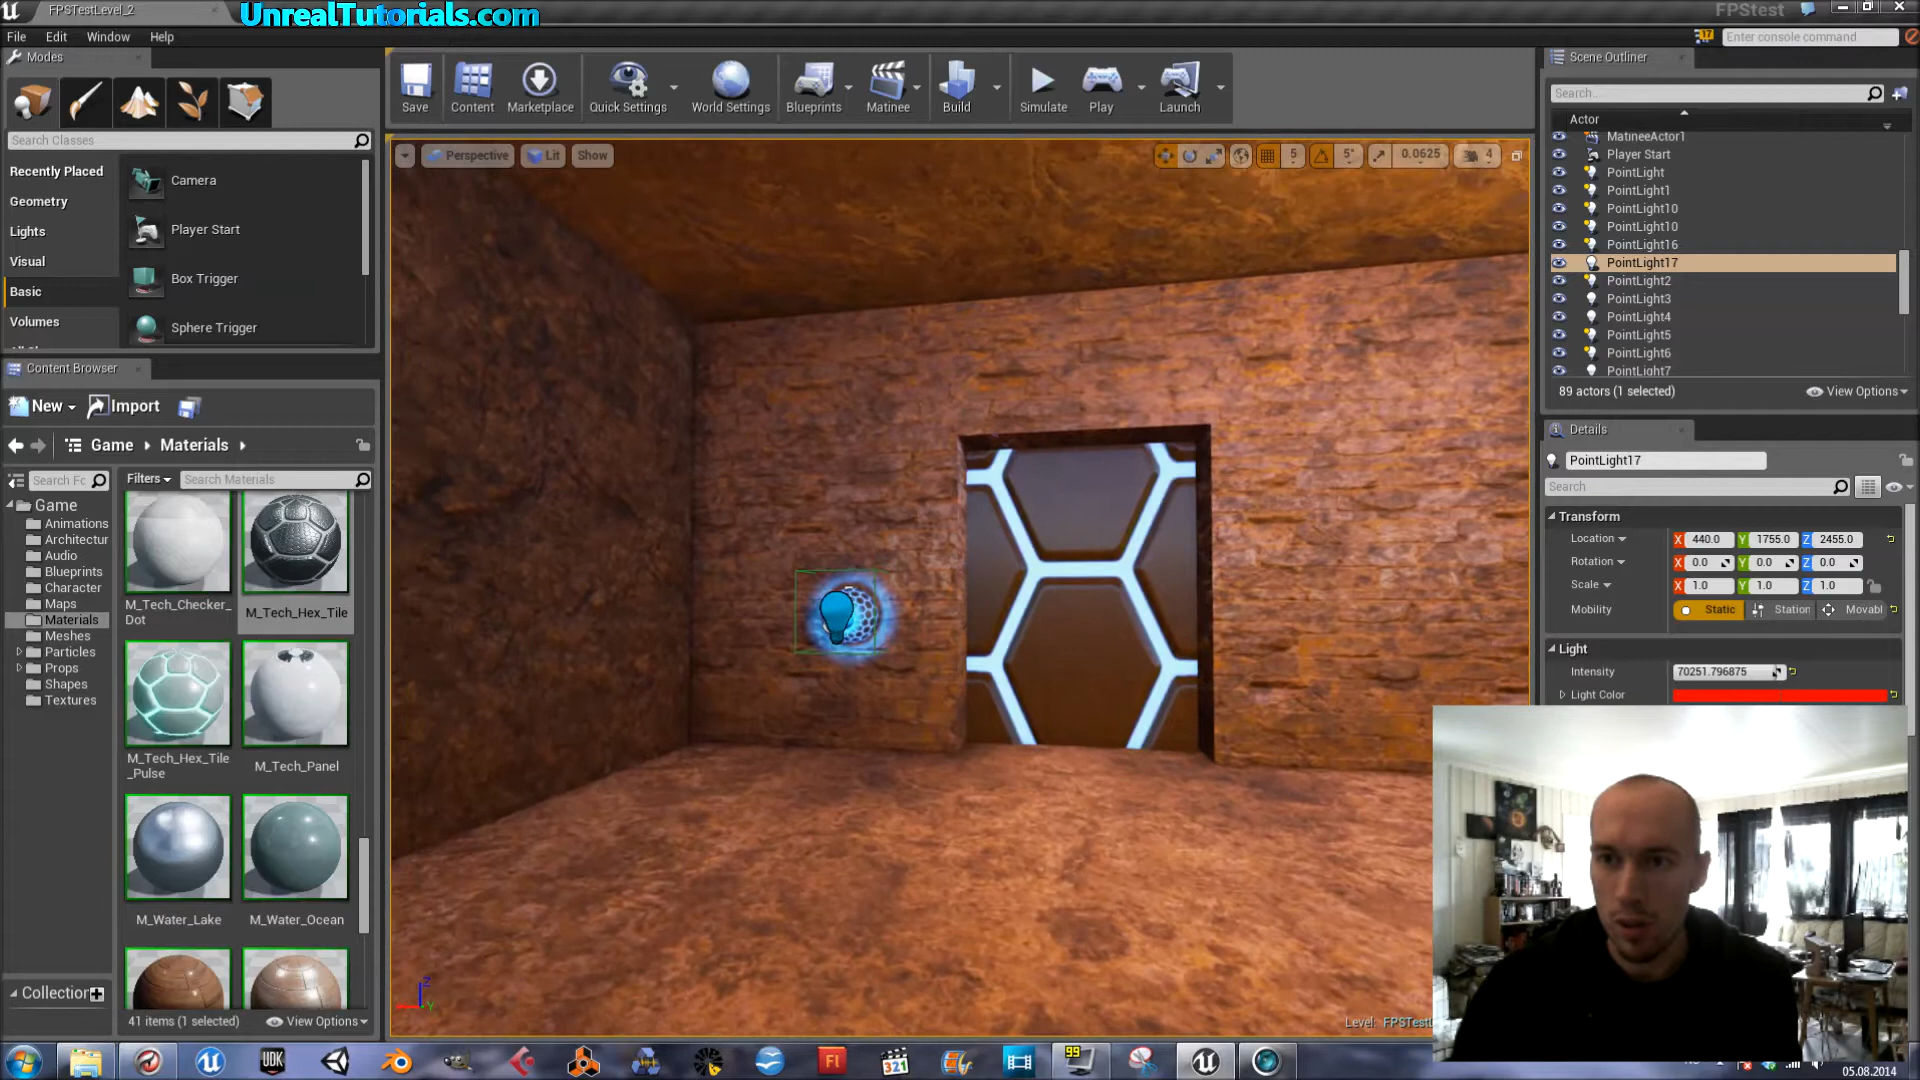 FPSTestLevel_2
UnrealTutorials.com
FPStest
File Edit Window Help
17 Enter console command
Modes
Save Content Marketplace Quick Settings World Settings Blueprints Matinee Build Simulate Play Launch
Search Classes
Recently Placed
Geometry
Lights
Visual
Basic
Volumes
Camera
Player Start
Box Trigger
Sphere Trigger
Perspective Lit Show
5 5° 0.0625 4
Scene Outliner
Search...
Actor
MatineeActor1
Player Start
PointLight
PointLight1
PointLight10
PointLight10
PointLight16
PointLight17
PointLight2
PointLight3
PointLight4
PointLight5
PointLight6
PointLight7
89 actors (1 selected) View Options
Content Browser
New Import
Game Materials
Search Fc Filters Search Materials
Game
Animations
Architectur
Audio
Blueprints
Character
Maps
Materials
Meshes
Particles
Props
Shapes
Textures
M_Tech_Checker_
Dot
M_Tech_Hex_Tile
M_Tech_Hex_Tile
_Pulse
M_Tech_Panel
M_Water_Lake
M_Water_Ocean
Collection
41 items (1 selected) View Options
Details
PointLight17
Search
Transform
Location X 440.0 Y 1755.0 Z 2455.0
Rotation X 0.0 Y 0.0 Z 0.0
Scale X 1.0 Y 1.0 Z 1.0
Mobility Static Station Movabl
Light
Intensity 70251.796875
Light Color
Z
Y
Level: FPSTestL
UDK
Fl
321
99
05.08.2014